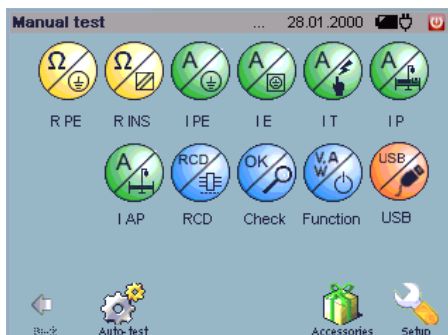 Manual test ... 28.01.2000
Ω Ω A A A A
R PE R INS I PE I E I T I P
A RCD OK V,A W USB
I AP RCD Check Function USB
Back Auto-test Accessories Setup